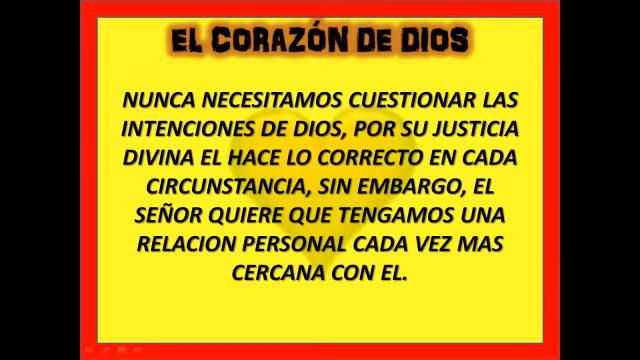 EL CORAZÓN DE DIOS
NUNCA NECESITAMOS CUESTIONAR LAS
INTENCIONES DE DIOS, POR SU JUSTICIA
DIVINA EL HACE LO CORRECTO EN CADA
CIRCUNSTANCIA, SIN EMBARGO, EL
SEÑOR QUIERE QUE TENGAMOS UNA
RELACION PERSONAL CADA VEZ MAS
CERCANA CON EL.